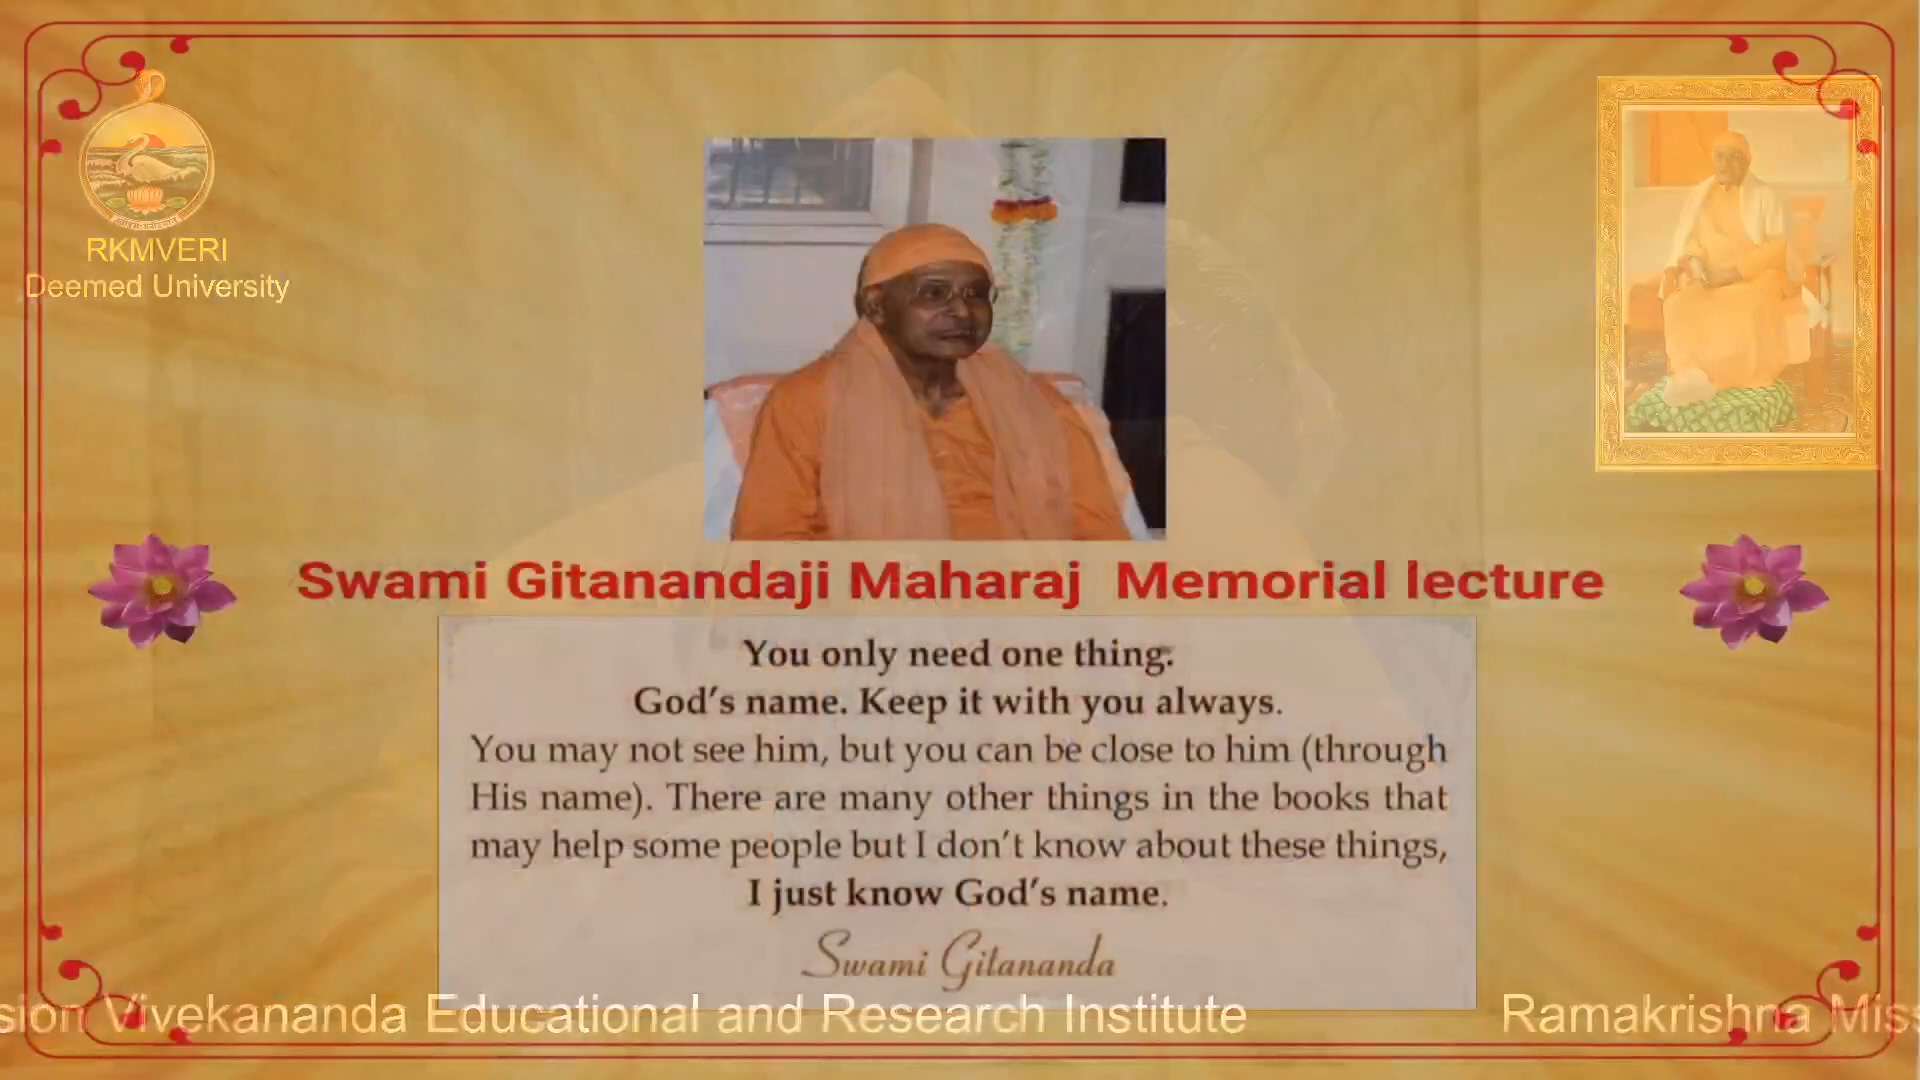 RKMVERI
Deemed University
Swami Gitanandaji Maharaj Memorial lecture
You only need one thing.
God's name. Keep it with you always.
You may not see him, but you can be close to him (through
His name). There are many other things in the books that
may help some people but I don't know about these things,
I just know God's name.
Swami Gitananda
sion Vivekananda Educational and Research Institute Ramakrishna Miss